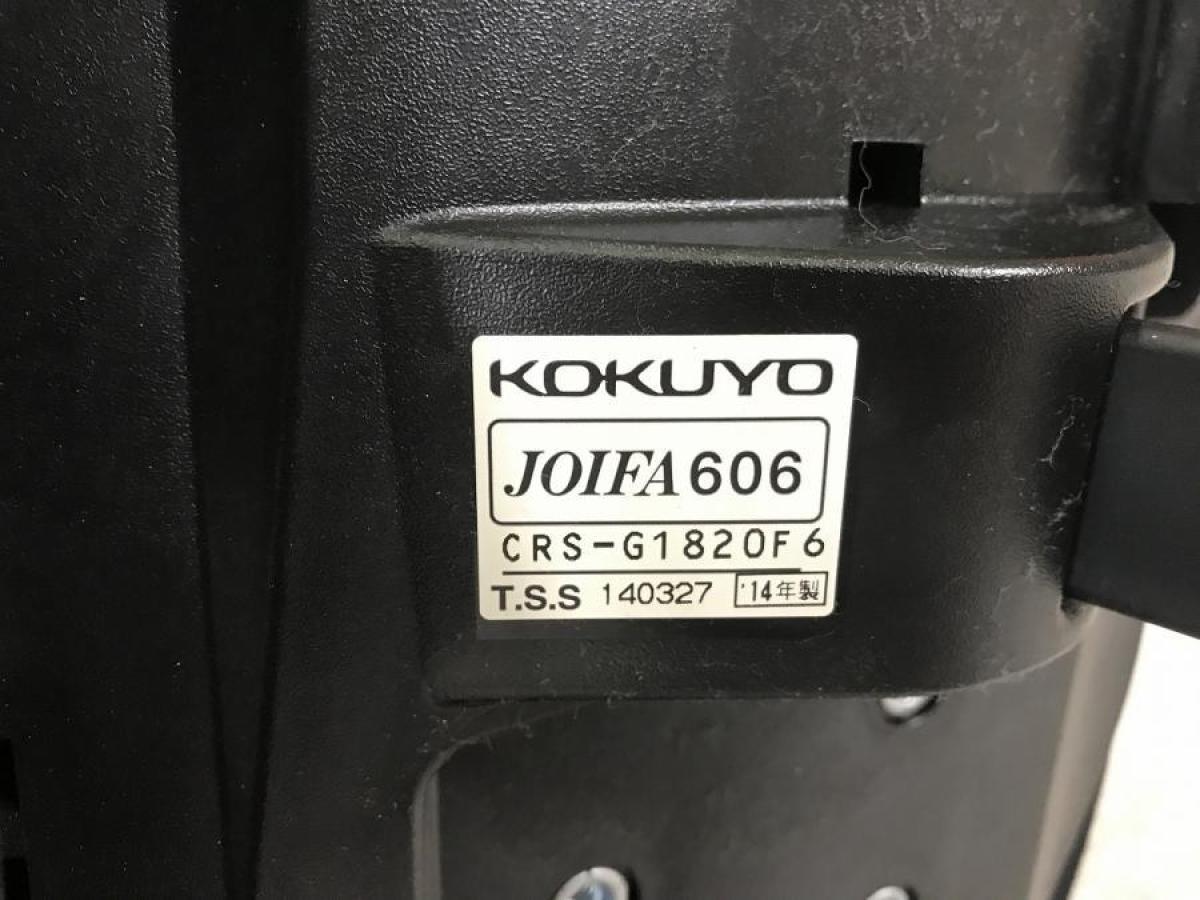 KOKUYO
JOIFA 606
CRS-G1820F6
T.S.S 140327 '14年製